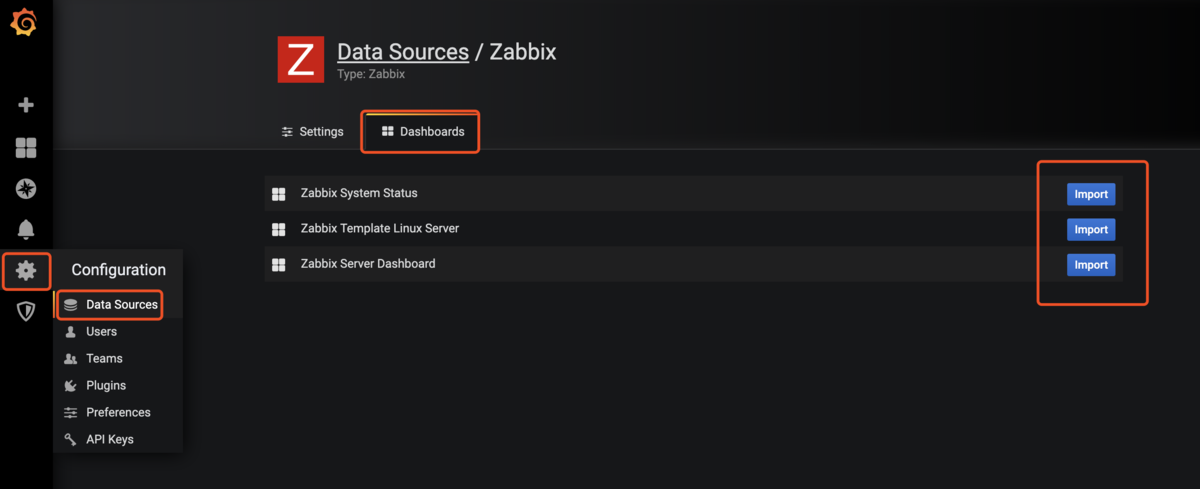 Z
Data Sources / Zabbix
Type: Zabbix
Settings
Dashboards
Zabbix System Status
Import
Zabbix Template Linux Server
Import
Zabbix Server Dashboard
Import
Configuration
Data Sources
Users
Teams
Plugins
Preferences
API Keys